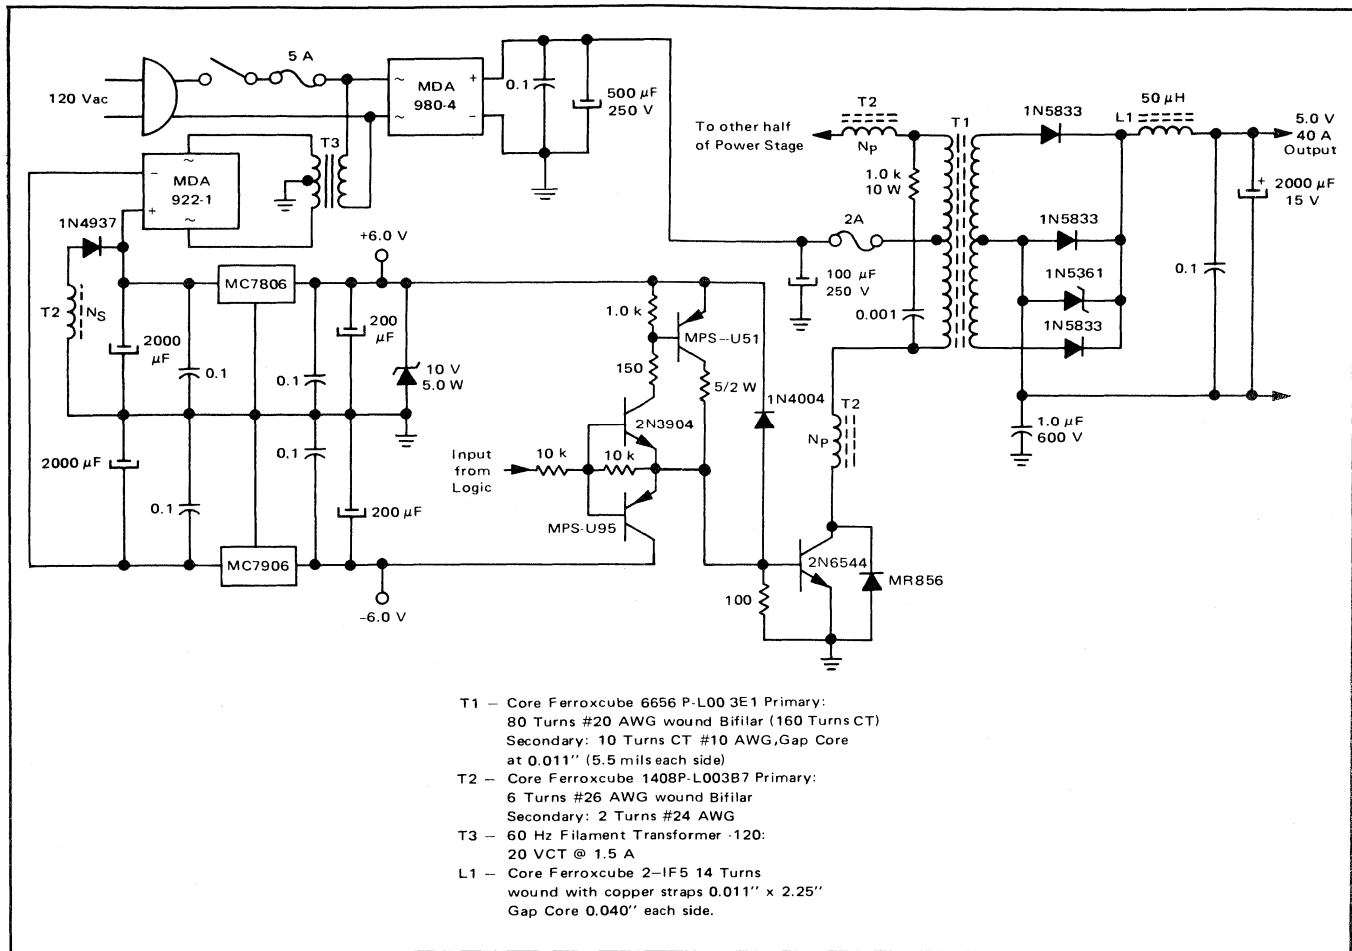 5 A
120 Vac
~
~
MDA
980-4
+
−
0.1
500 µF
250 V
T3
~
−
MDA
922-1
+
~
1N4937
T2
NS
+6.0 V
MC7806
2000
µF
0.1
0.1
200
µF
10 V
5.0 W
2000 µF
0.1
0.1
200 µF
MC7906
−6.0 V
1.0 k
MPS--U51
150
5/2 W
2N3904
Input
from
Logic
10 k
10 k
MPS-U95
1N4004
100
2N6544
MR856
T2
NP
To other half
of Power Stage
T2
NP
1.0 k
10 W
2A
100 µF
250 V
0.001
T1
1N5833
1N5833
1N5361
1N5833
50 µH
L1
5.0 V
40 A
Output
+
2000 µF
15 V
0.1
1.0 µF
600 V
T1 – Core Ferroxcube 6656 P-L00 3E1 Primary:
80 Turns #20 AWG wound Bifilar (160 Turns CT)
Secondary: 10 Turns CT #10 AWG,Gap Core
at 0.011'' (5.5 mils each side)
T2 – Core Ferroxcube 1408P-L003B7 Primary:
6 Turns #26 AWG wound Bifilar
Secondary: 2 Turns #24 AWG
T3 – 60 Hz Filament Transformer -120:
20 VCT @ 1.5 A
L1 – Core Ferroxcube 2–IF5 14 Turns
wound with copper straps 0.011'' x 2.25''
Gap Core 0.040'' each side.